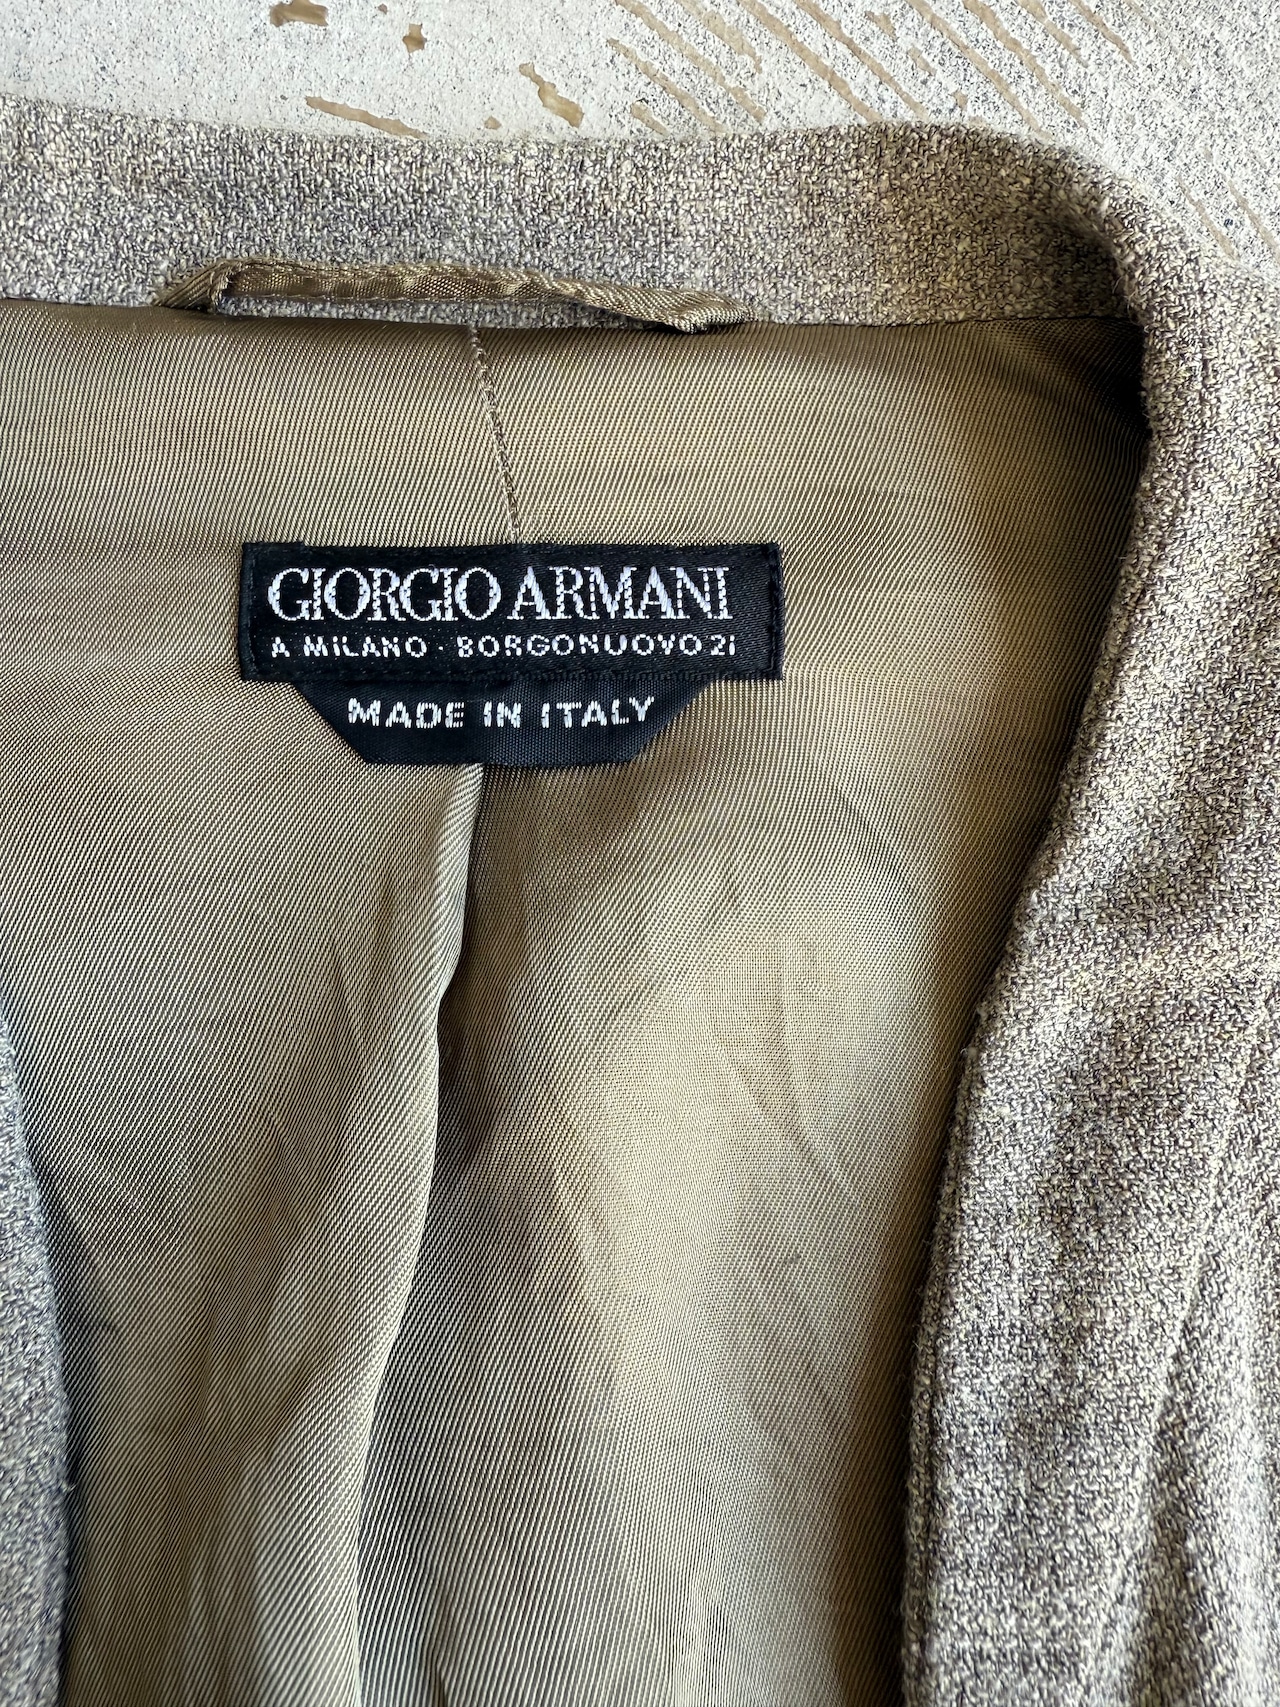 GIORGIO ARMANI
A MILANO · BORGONUOVO 21
MADE IN ITALY